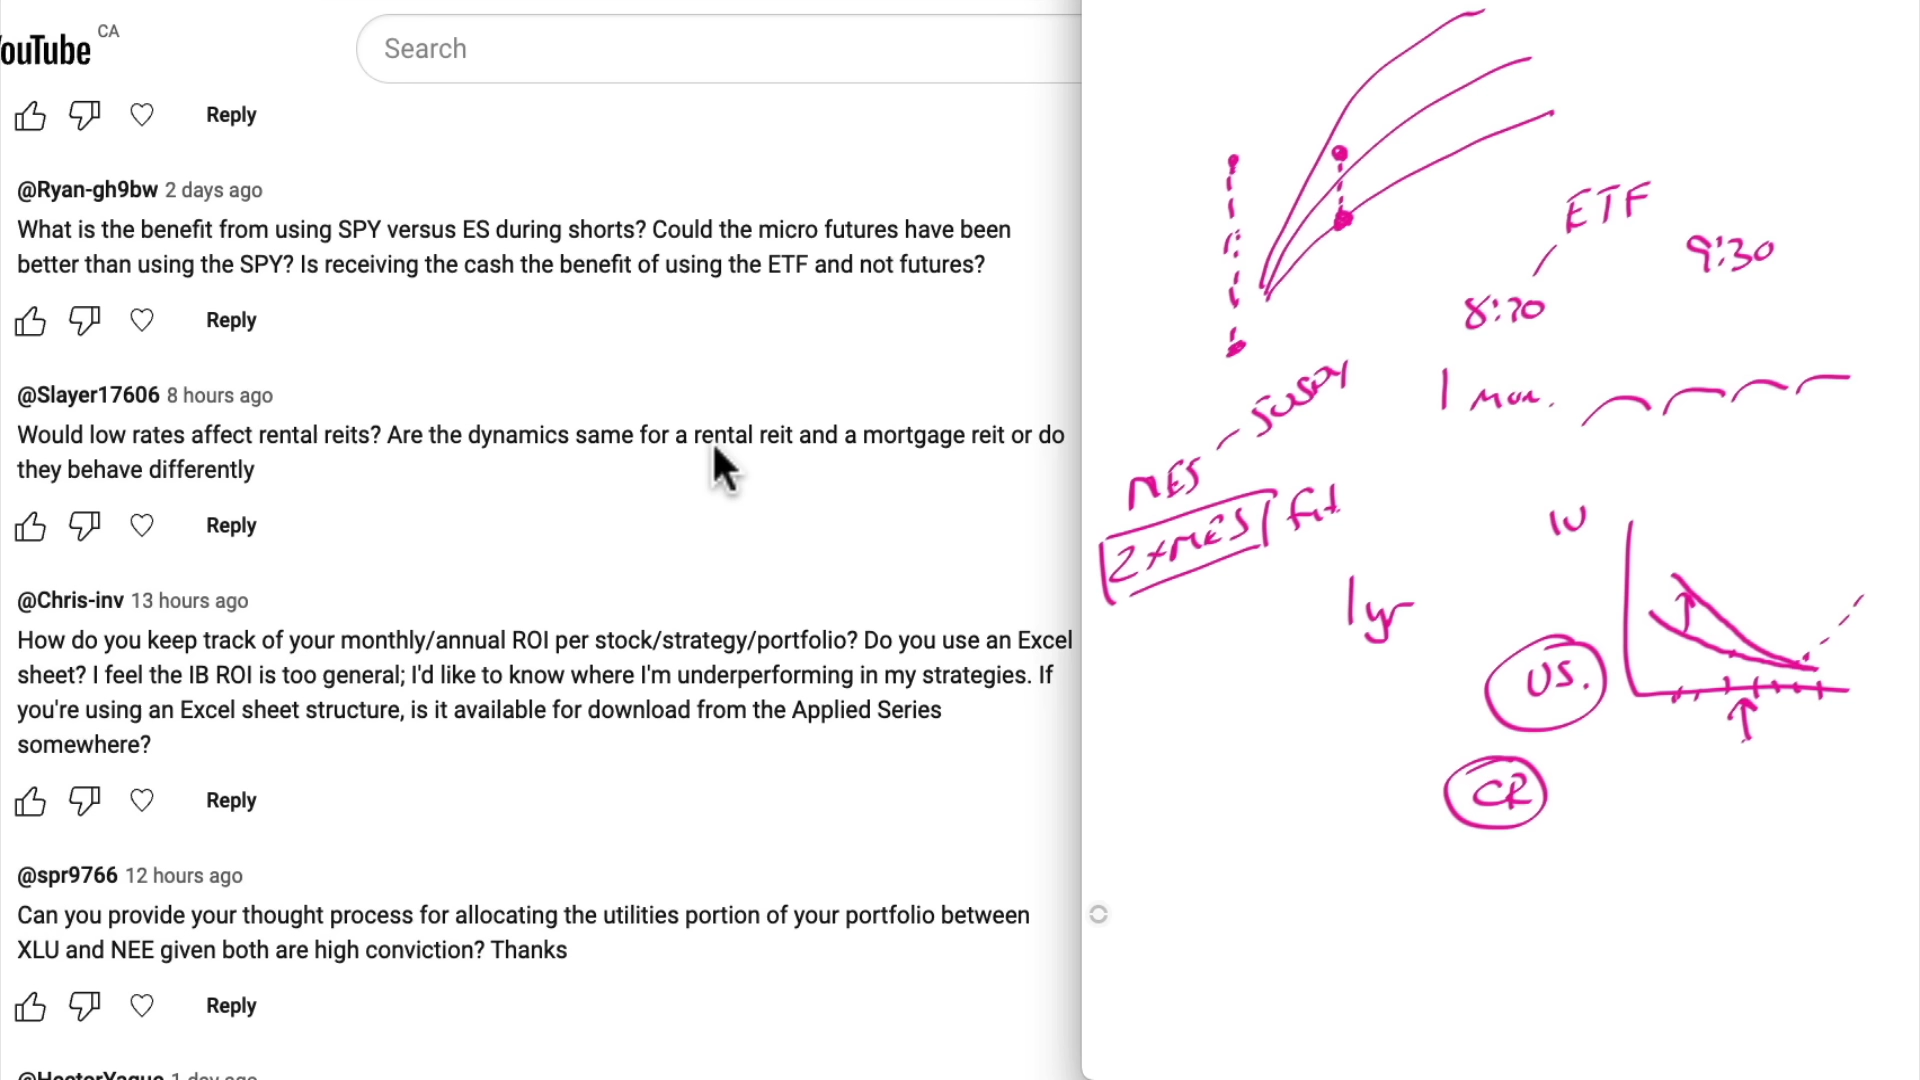 ouTube CA
Search
Reply
@Ryan-gh9bw 2 days ago
What is the benefit from using SPY versus ES during shorts? Could the micro futures have been
better than using the SPY? Is receiving the cash the benefit of using the ETF and not futures?
Reply
@Slayer17606 8 hours ago
Would low rates affect rental reits? Are the dynamics same for a rental reit and a mortgage reit or do
they behave differently
Reply
@Chris-inv 13 hours ago
How do you keep track of your monthly/annual ROI per stock/strategy/portfolio? Do you use an Excel
sheet? I feel the IB ROI is too general; I'd like to know where I'm underperforming in my strategies. If
you're using an Excel sheet structure, is it available for download from the Applied Series
somewhere?
Reply
@spr9766 12 hours ago
Can you provide your thought process for allocating the utilities portion of your portfolio between
XLU and NEE given both are high conviction? Thanks
Reply
ETF
9:30
1 Mon.
MES
2xMES
1yr
US.
CR